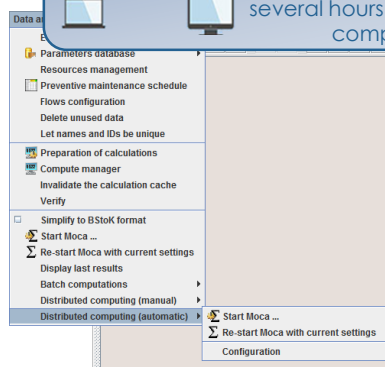 several hours
comp
Data a
Parameters database
Resources management
Preventive maintenance schedule
Flows configuration
Delete unused data
Let names and IDs be unique
Preparation of calculations
Compute manager
Invalidate the calculation cache
Verify
Simplify to BStoK format
Start Moca ...
Re-start Moca with current settings
Display last results
Batch computations
Distributed computing (manual)
Distributed computing (automatic)
Start Moca ...
Re-start Moca with current settings
Configuration